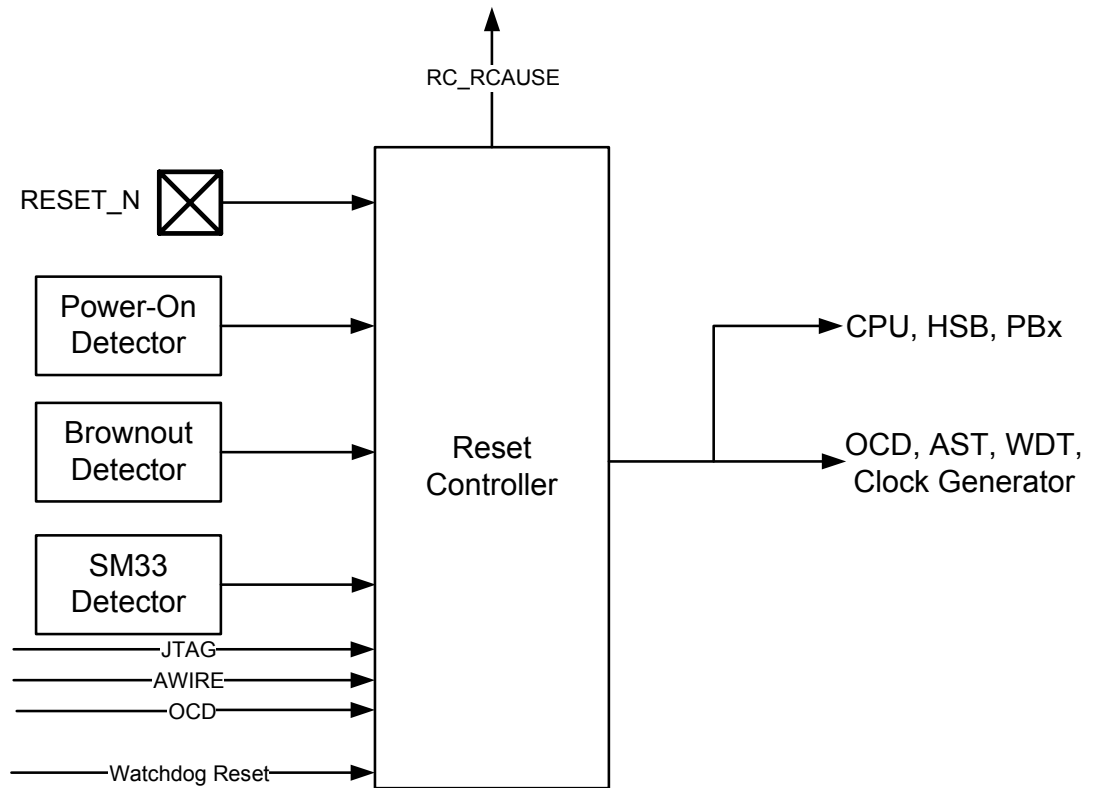 RC_RCAUSE
RESET_N
Power-On
Detector
Brownout
Detector
SM33
Detector
JTAG
AWIRE
OCD
Watchdog Reset
Reset
Controller
CPU, HSB, PBx
OCD, AST, WDT,
Clock Generator